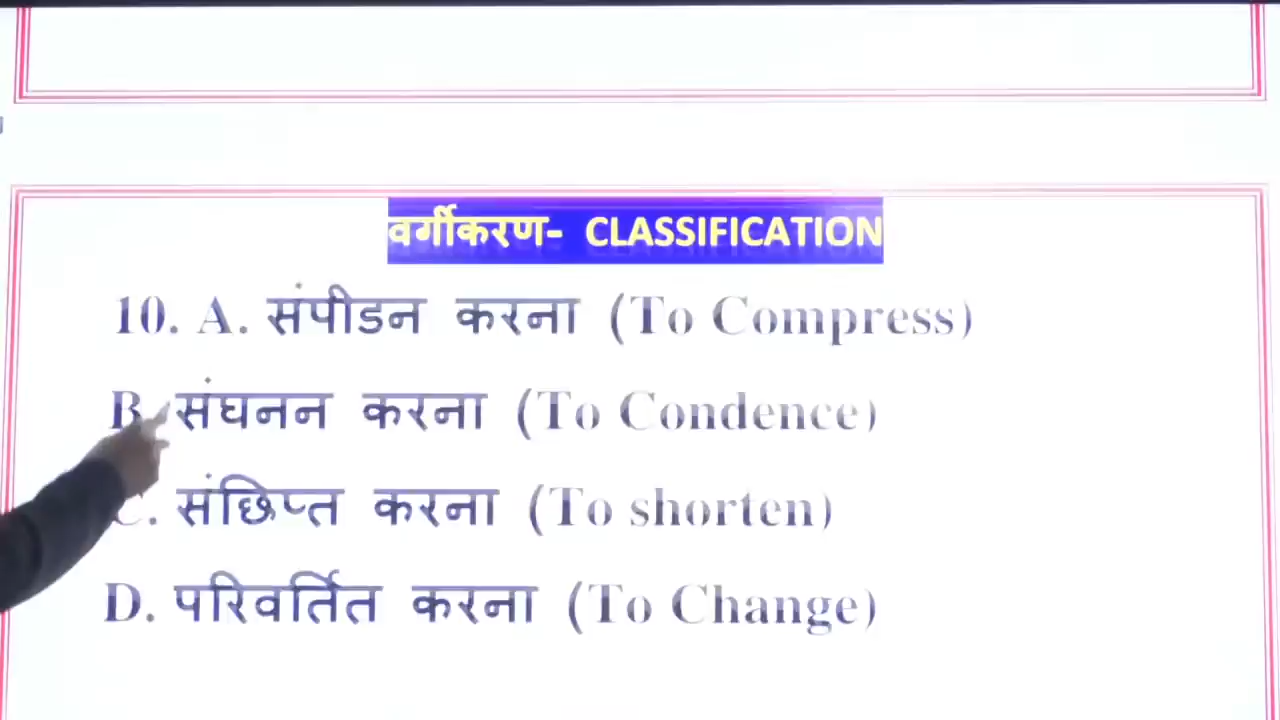 वर्गीकरण- CLASSIFICATION
10. A. संपीडन करना (To Compress)
B. संघनन करना (To Condence)
C. संछिप्त करना (To shorten)
D. परिवर्तित करना (To Change)